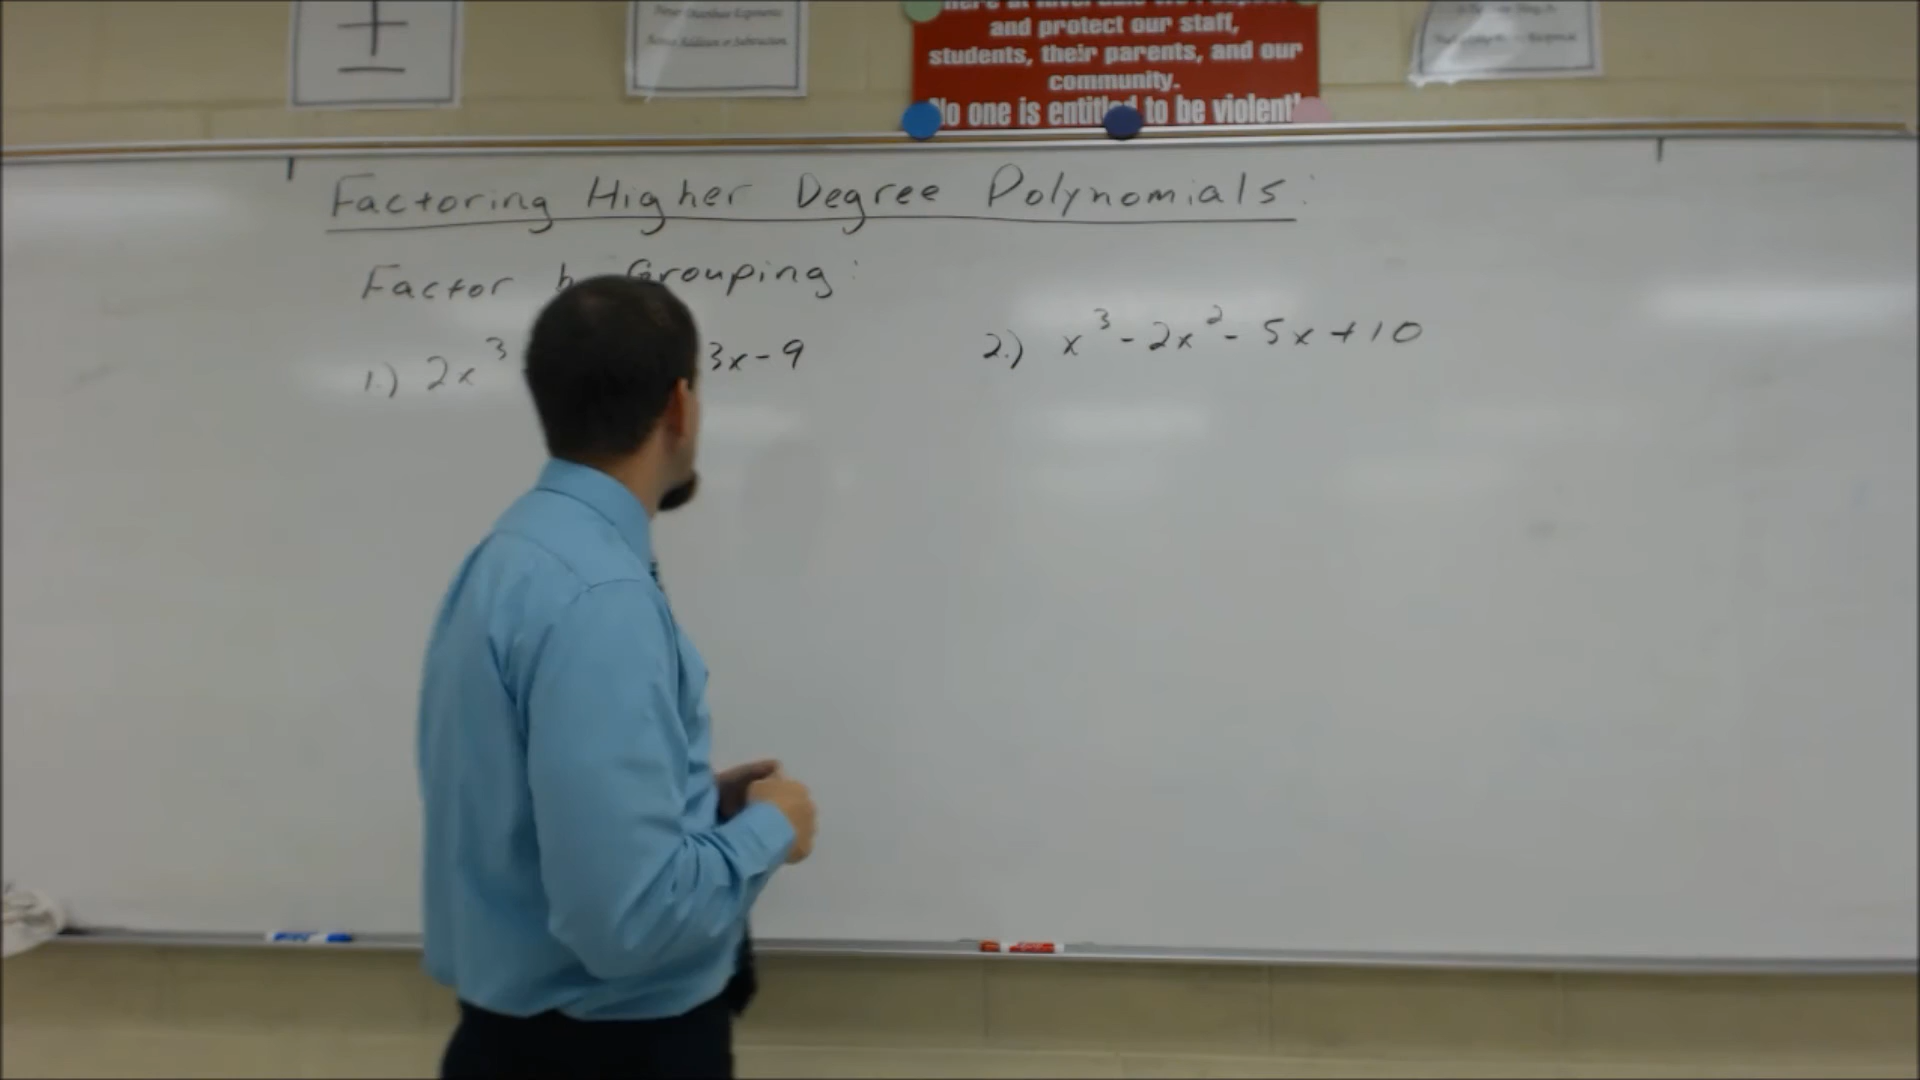 and protect our staff,
students, their parents, and our
community.
No one is entitled to be violent!
Factoring Higher Degree Polynomials:
Factor by Grouping:
1.) 2x³ 3x - 9
2.) x³ - 2x² - 5x + 10